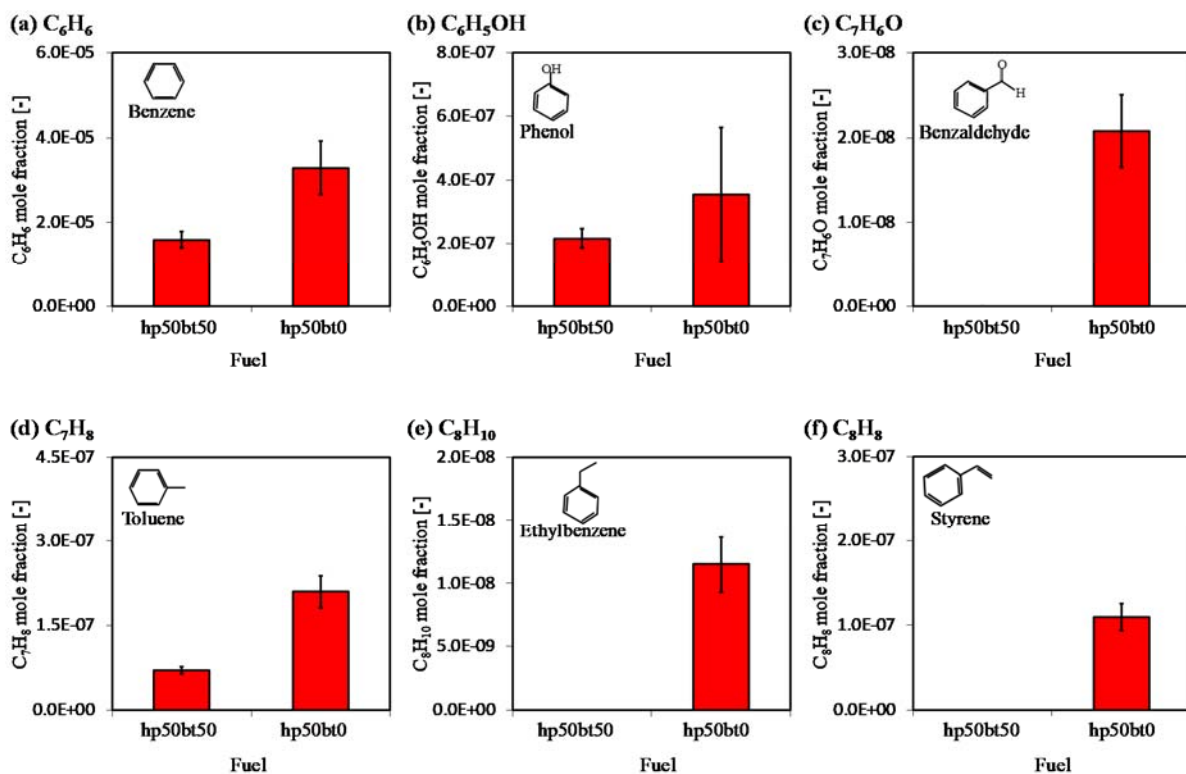 (a) C₆H₆
C₆H₆ mole fraction [-]
6.0E-05
4.0E-05
2.0E-05
0.0E+00
Benzene
hp50bt50 hp50bt0
Fuel
(b) C₆H₅OH
C₆H₅OH mole fraction [-]
8.0E-07
6.0E-07
4.0E-07
2.0E-07
0.0E+00
OH
Phenol
hp50bt50 hp50bt0
Fuel
(c) C₇H₆O
C₇H₆O mole fraction [-]
3.0E-08
2.0E-08
1.0E-08
0.0E+00
O
H
Benzaldehyde
hp50bt50 hp50bt0
Fuel
(d) C₇H₈
C₇H₈ mole fraction [-]
4.5E-07
3.0E-07
1.5E-07
0.0E+00
Toluene
hp50bt50 hp50bt0
Fuel
(e) C₈H₁₀
C₈H₁₀ mole fraction [-]
2.0E-08
1.5E-08
1.0E-08
5.0E-09
0.0E+00
Ethylbenzene
hp50bt50 hp50bt0
Fuel
(f) C₈H₈
C₈H₈ mole fraction [-]
3.0E-07
2.0E-07
1.0E-07
0.0E+00
Styrene
hp50bt50 hp50bt0
Fuel